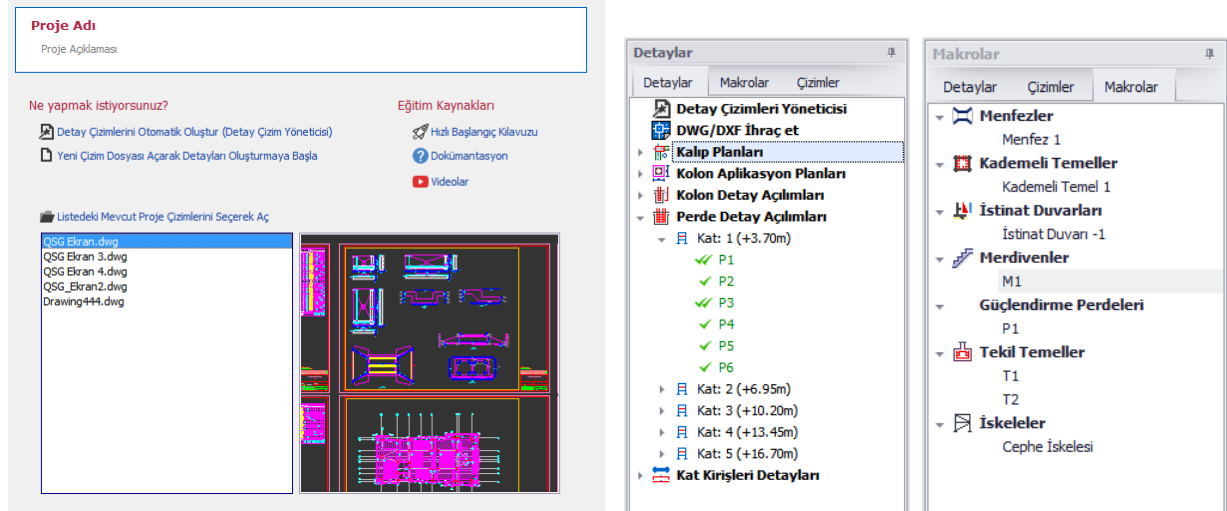 Proje Adı
Proje Açıklaması
Ne yapmak istiyorsunuz?
Detay Çizimlerini Otomatik Oluştur (Detay Çizim Yöneticisi)
Yeni Çizim Dosyası Açarak Detayları Oluşturmaya Başla
Eğitim Kaynakları
Hızlı Başlangıç Kılavuzu
Dokümantasyon
Videolar
Listedeki Mevcut Proje Çizimlerini Seçerek Aç
QSG Ekran.dwg
QSG Ekran 3.dwg
QSG Ekran 4.dwg
QSG_Ekran2.dwg
Drawing444.dwg
Detaylar
Detaylar Makrolar Çizimler
Detay Çizimleri Yöneticisi
DWG/DXF İhraç et
Kalıp Planları
Kolon Aplikasyon Planları
Kolon Detay Açılımları
Perde Detay Açılımları
Kat: 1 (+3.70m)
P1
P2
P3
P4
P5
P6
Kat: 2 (+6.95m)
Kat: 3 (+10.20m)
Kat: 4 (+13.45m)
Kat: 5 (+16.70m)
Kat Kirişleri Detayları
Makrolar
Detaylar Çizimler Makrolar
Menfezler
Menfez 1
Kademeli Temeller
Kademeli Temel 1
İstinat Duvarları
İstinat Duvarı -1
Merdivenler
M1
Güçlendirme Perdeleri
P1
Tekil Temeller
T1
T2
İskeleler
Cephe İskelesi